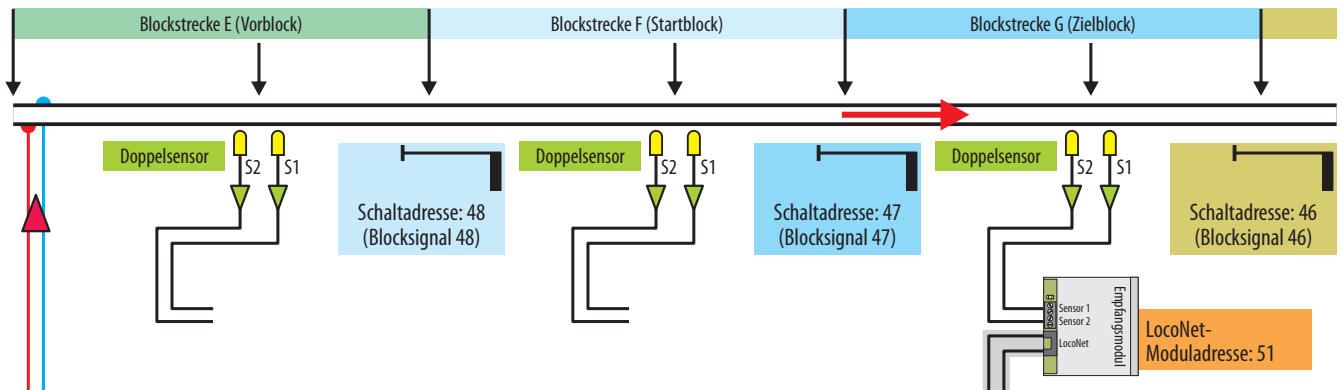 Blockstrecke E (Vorblock)
Blockstrecke F (Startblock)
Blockstrecke G (Zielblock)
Doppelsensor
S2
S1
Schaltadresse: 48
(Blocksignal 48)
Doppelsensor
S2
S1
Schaltadresse: 47
(Blocksignal 47)
Doppelsensor
S2
S1
Schaltadresse: 46
(Blocksignal 46)
Sensor 1
Sensor 2
LocoNet
Empfangsmodul
LocoNet-
Moduladresse: 51